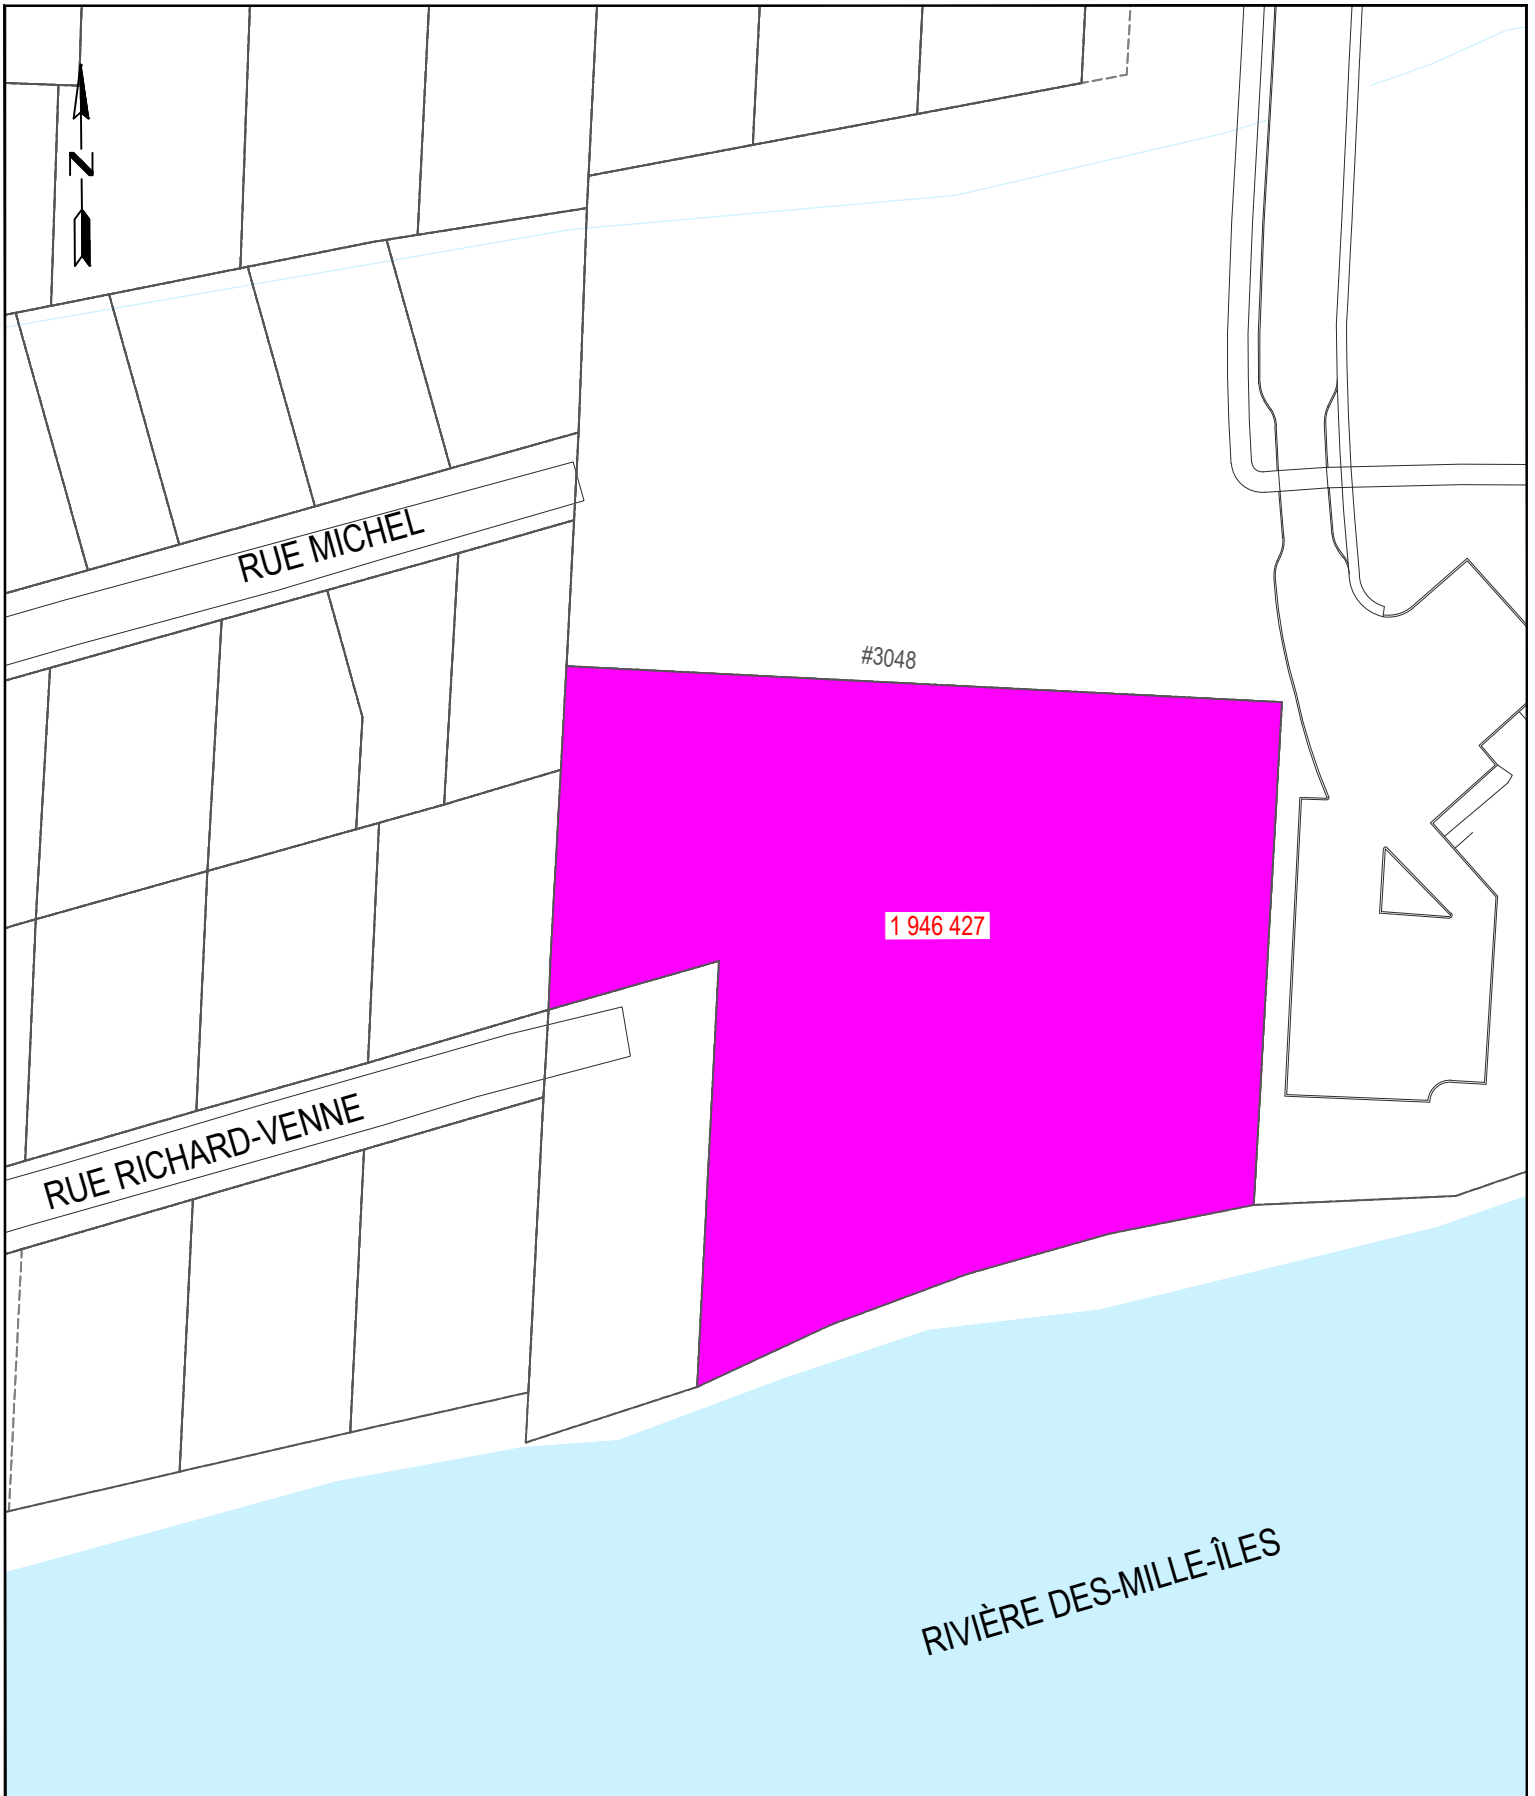 N
RUE MICHEL
#3048
1 946 427
RUE RICHARD-VENNE
RIVIÈRE DES-MILLE-ÎLES